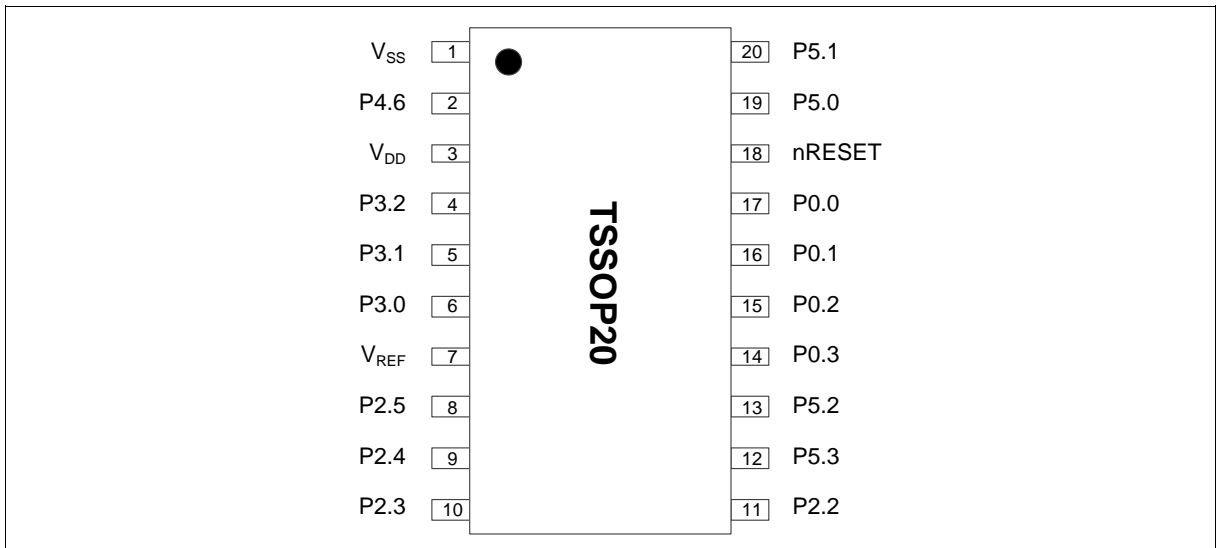 V_SS 1 20 P5.1
P4.6 2 19 P5.0
V_DD 3 18 nRESET
P3.2 4 17 P0.0
P3.1 5 16 P0.1
P3.0 6 15 P0.2
V_REF 7 14 P0.3
P2.5 8 13 P5.2
P2.4 9 12 P5.3
P2.3 10 11 P2.2
TSSOP20